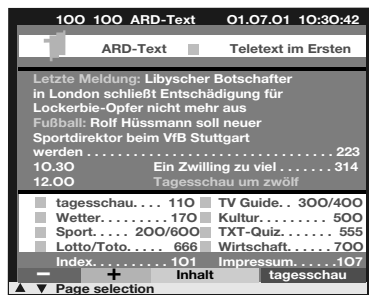 100 100 ARD-Text 01.07.01 10:30:42
ARD-Text Teletext im Ersten
Letzte Meldung: Libyscher Botschafter
in London schließt Entschädigung für
Lockerbie-Opfer nicht mehr aus
Fußball: Rolf Hüssmann soll neuer
Sportdirektor beim VfB Stuttgart
werden . . . . . . . . . . . . . . . . . . . . . . . . . . 223
10.30 Ein Zwilling zu viel . . . . . . . 314
12.00 Tagesschau um zwölf
tagesschau. . . . 110 TV Guide. . 300/400
Wetter. . . . . . . . 170 Kultur. . . . . . . . . 500
Sport. . . . . 200/600 TXT-Quiz. . . . . . 555
Lotto/Toto. . . . . 666 Wirtschaft. . . . . . 700
Index. . . . . . . . . 101 Impressum. . . . . 107
− + Inhalt tagesschau
▲ ▼ Page selection